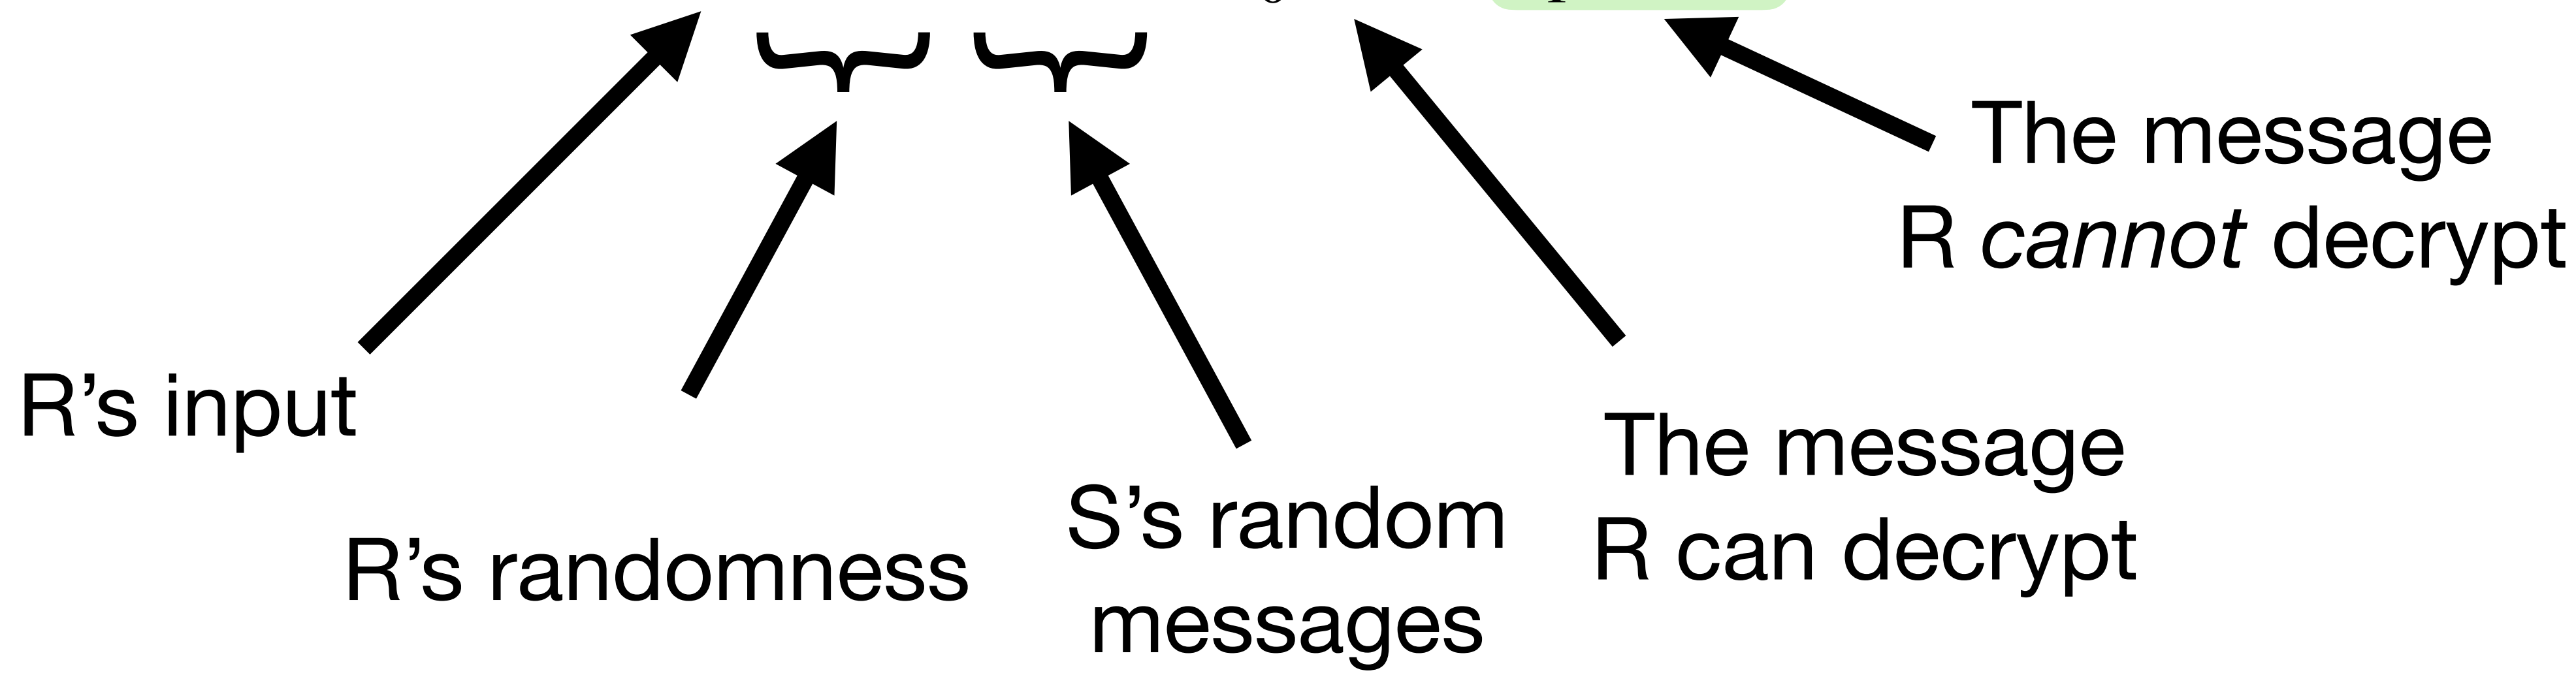 The message
R cannot decrypt
R's input
The message
R can decrypt
S's random
messages
R's randomness